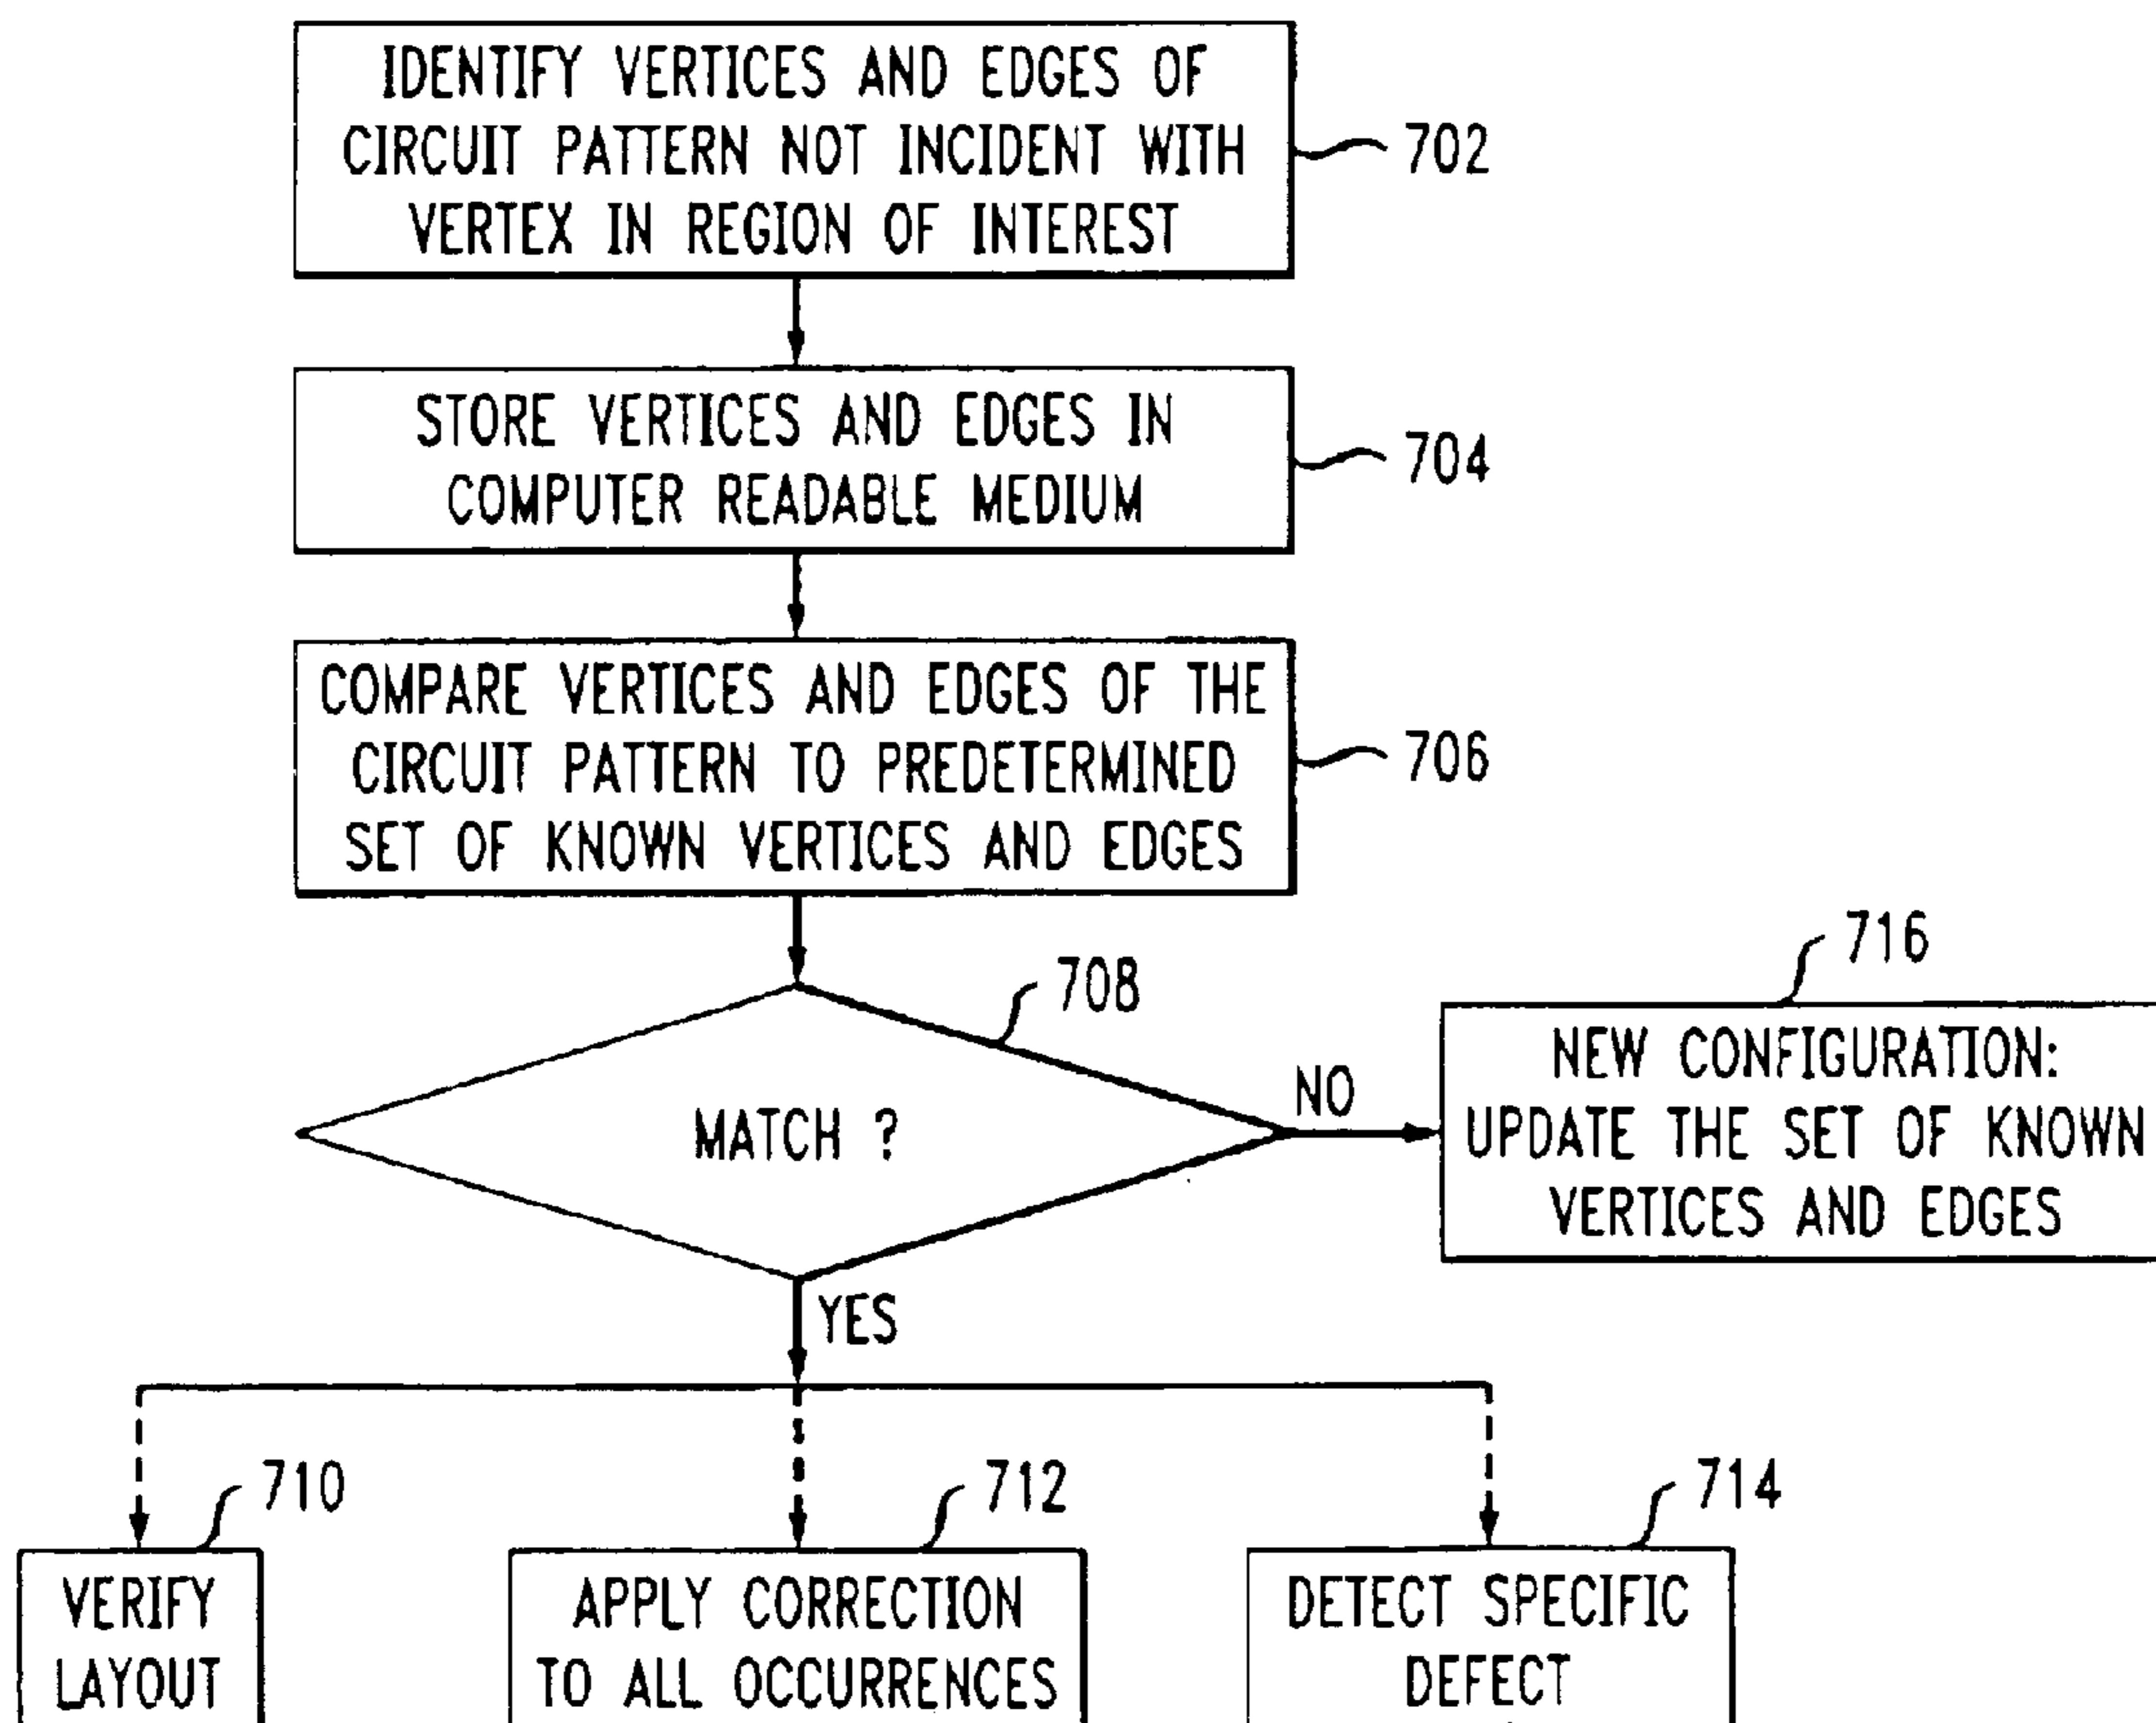 IDENTIFY VERTICES AND EDGES OF
CIRCUIT PATTERN NOT INCIDENT WITH
VERTEX IN REGION OF INTEREST
702
STORE VERTICES AND EDGES IN
COMPUTER READABLE MEDIUM
704
COMPARE VERTICES AND EDGES OF THE
CIRCUIT PATTERN TO PREDETERMINED
SET OF KNOWN VERTICES AND EDGES
706
708
MATCH ?
NO
716
NEW CONFIGURATION:
UPDATE THE SET OF KNOWN
VERTICES AND EDGES
YES
710
VERIFY
LAYOUT
712
APPLY CORRECTION
TO ALL OCCURRENCES
714
DETECT SPECIFIC
DEFECT